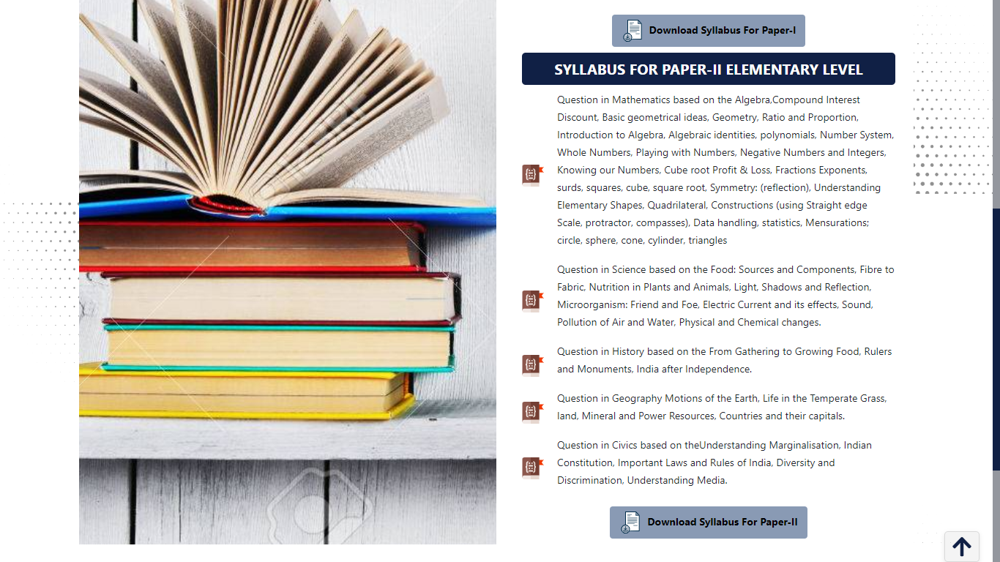 Download Syllabus For Paper-I
SYLLABUS FOR PAPER-II ELEMENTARY LEVEL
Question in Mathematics based on the Algebra,Compound Interest
Discount, Basic geometrical ideas, Geometry, Ratio and Proportion,
Introduction to Algebra, Algebraic identities, polynomials, Number System,
Whole Numbers, Playing with Numbers, Negative Numbers and Integers,
Knowing our Numbers, Cube root Profit & Loss, Fractions Exponents,
surds, squares, cube, square root, Symmetry: (reflection), Understanding
Elementary Shapes, Quadrilateral, Constructions (using Straight edge
Scale, protractor, compasses), Data handling, statistics, Mensurations;
circle, sphere, cone, cylinder, triangles
Question in Science based on the Food: Sources and Components, Fibre to
Fabric, Nutrition in Plants and Animals, Light, Shadows and Reflection,
Microorganism: Friend and Foe, Electric Current and its effects, Sound,
Pollution of Air and Water, Physical and Chemical changes.
Question in History based on the From Gathering to Growing Food, Rulers
and Monuments, India after Independence.
Question in Geography Motions of the Earth, Life in the Temperate Grass,
land, Mineral and Power Resources, Countries and their capitals.
Question in Civics based on theUnderstanding Marginalisation, Indian
Constitution, Important Laws and Rules of India, Diversity and
Discrimination, Understanding Media.
Download Syllabus For Paper-II